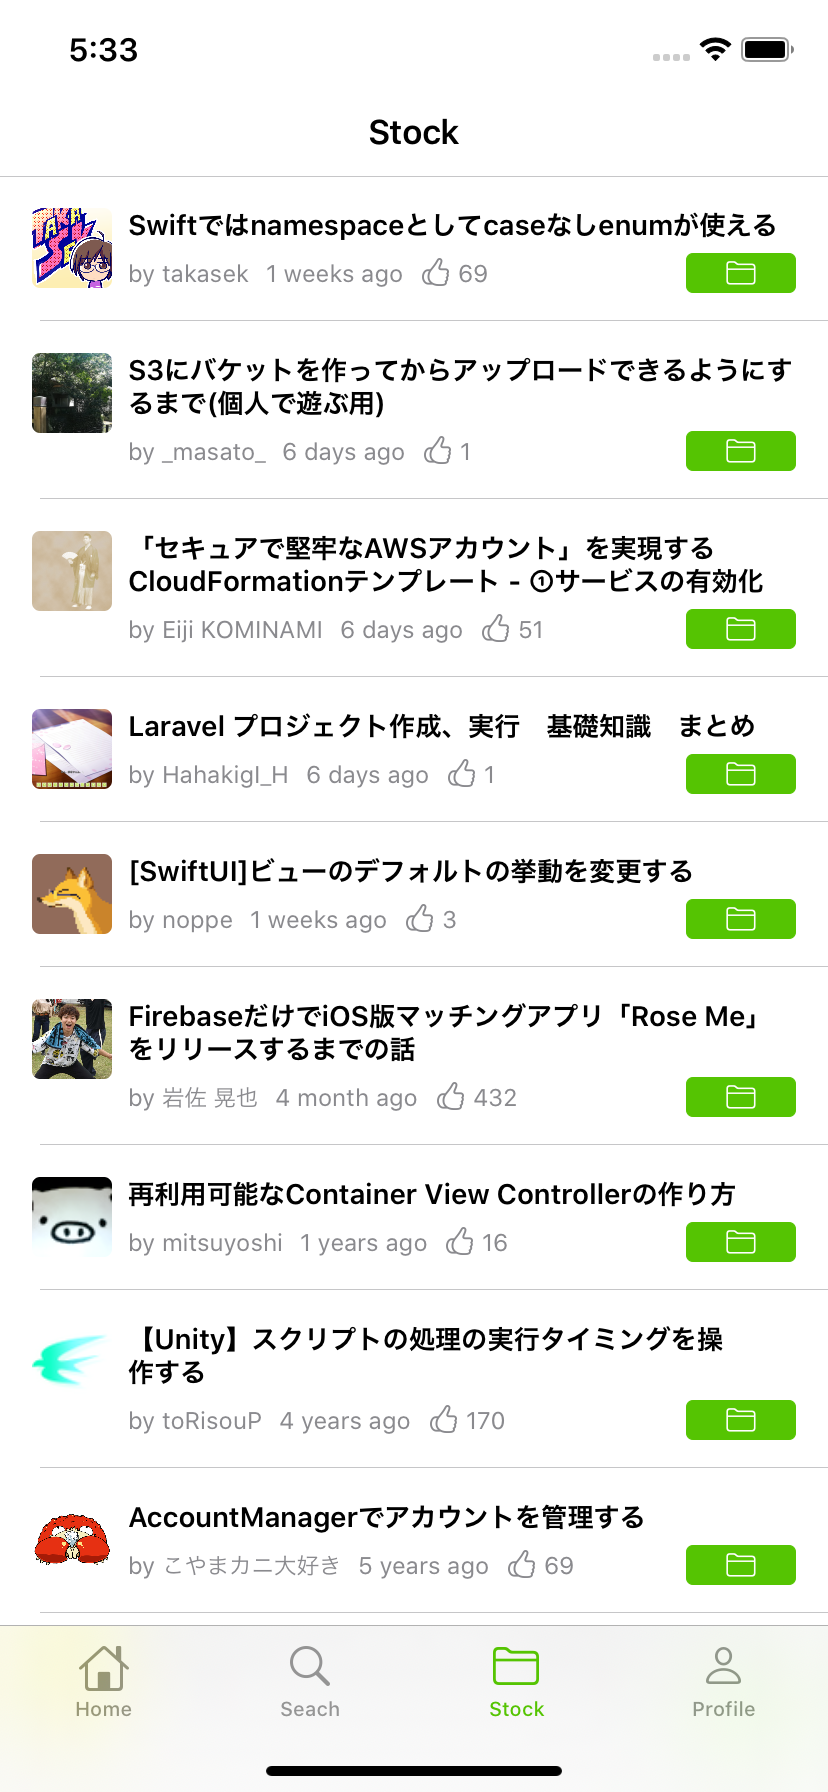 5:33
Stock
Swiftではnamespaceとしてcaseなしenumが使える
by takasek 1 weeks ago 69
S3にバケットを作ってからアップロードできるようにす
るまで(個人で遊ぶ用)
by _masato_ 6 days ago 1
「セキュアで堅牢なAWSアカウント」を実現する
CloudFormationテンプレート - ①サービスの有効化
by Eiji KOMINAMI 6 days ago 51
Laravel プロジェクト作成、実行　基礎知識　まとめ
by HahakigI_H 6 days ago 1
[SwiftUI]ビューのデフォルトの挙動を変更する
by noppe 1 weeks ago 3
FirebaseだけでiOS版マッチングアプリ「Rose Me」
をリリースするまでの話
by 岩佐 晃也 4 month ago 432
再利用可能なContainer View Controllerの作り方
by mitsuyoshi 1 years ago 16
【Unity】スクリプトの処理の実行タイミングを操
作する
by toRisouP 4 years ago 170
AccountManagerでアカウントを管理する
by こやまカニ大好き 5 years ago 69
Home
Seach
Stock
Profile